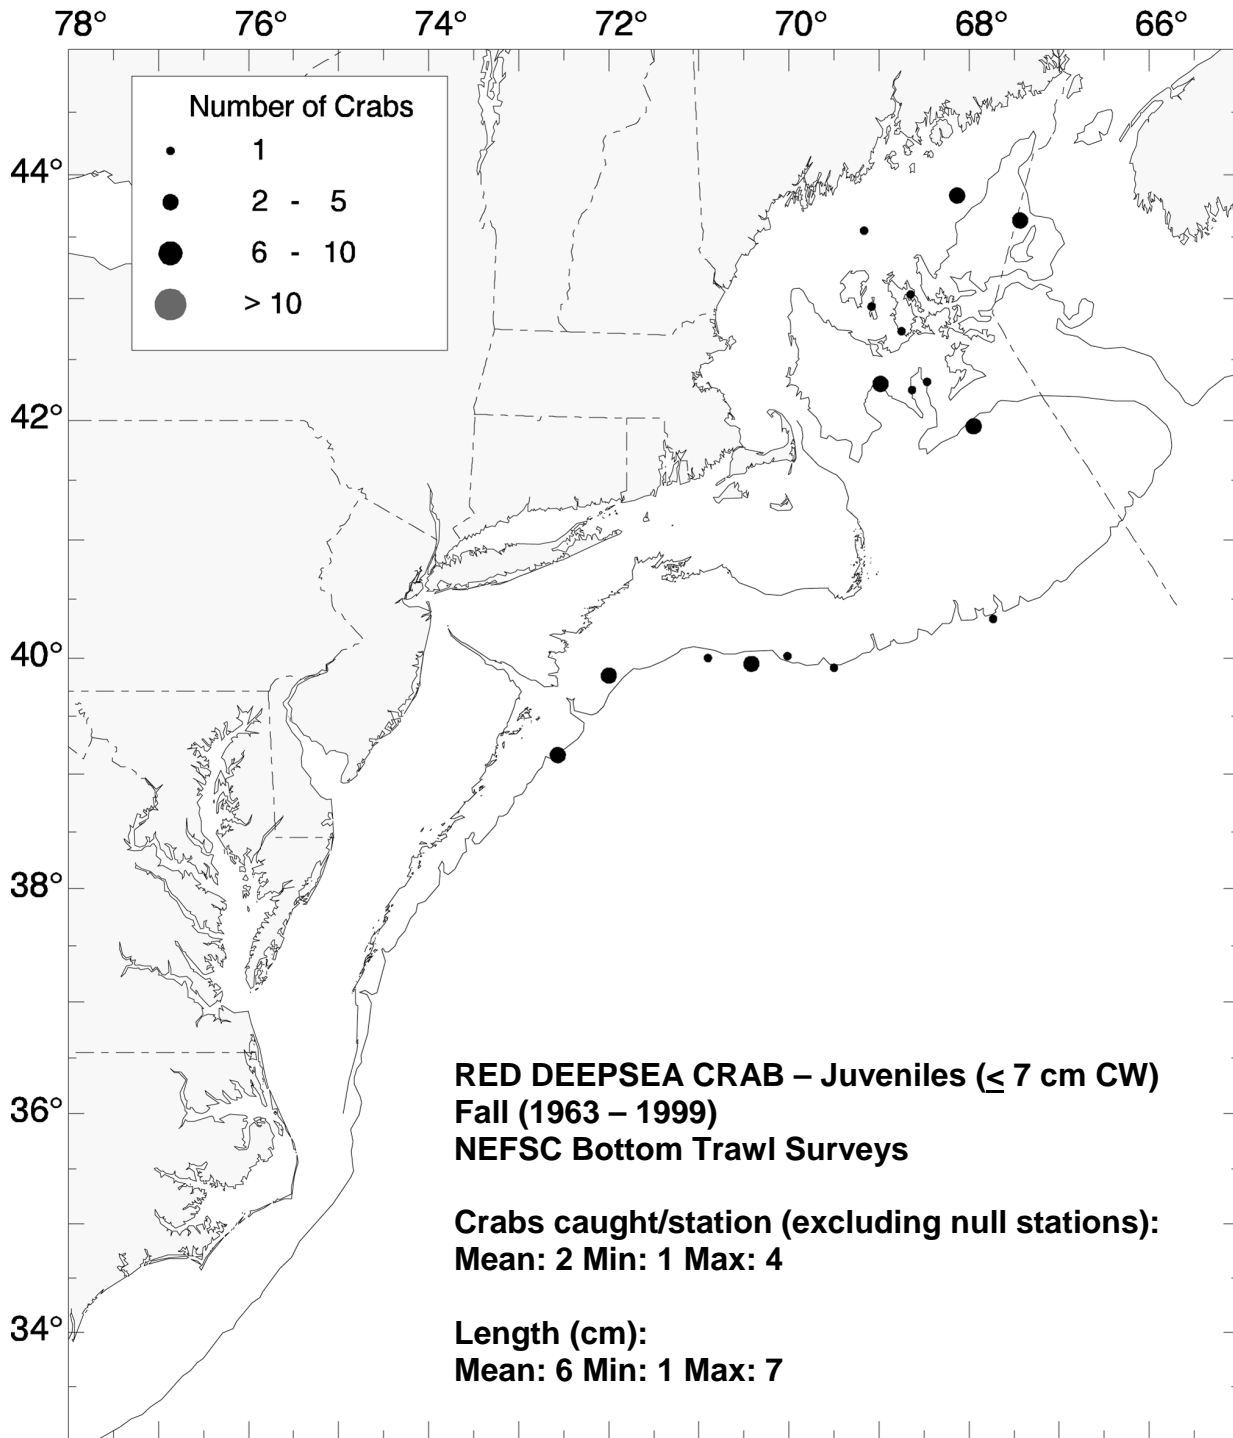 78° 76° 74° 72° 70° 68° 66°
Number of Crabs
1
2 - 5
6 - 10
> 10
44°
42°
40°
38°
36°
34°
RED DEEPSEA CRAB – Juveniles (≤ 7 cm CW)
Fall (1963 – 1999)
NEFSC Bottom Trawl Surveys
Crabs caught/station (excluding null stations):
Mean: 2 Min: 1 Max: 4
Length (cm):
Mean: 6 Min: 1 Max: 7